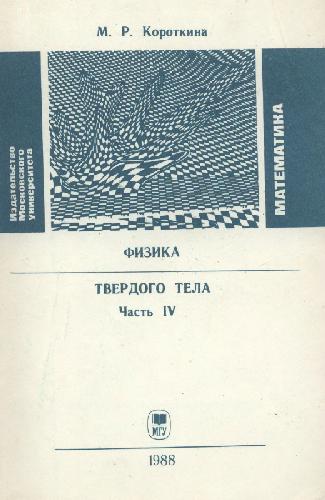 М. Р. Короткина
Издательство
Московского
университета
МАТЕМАТИКА
ФИЗИКА
ТВЕРДОГО ТЕЛА
Часть IV
МГУ
1988